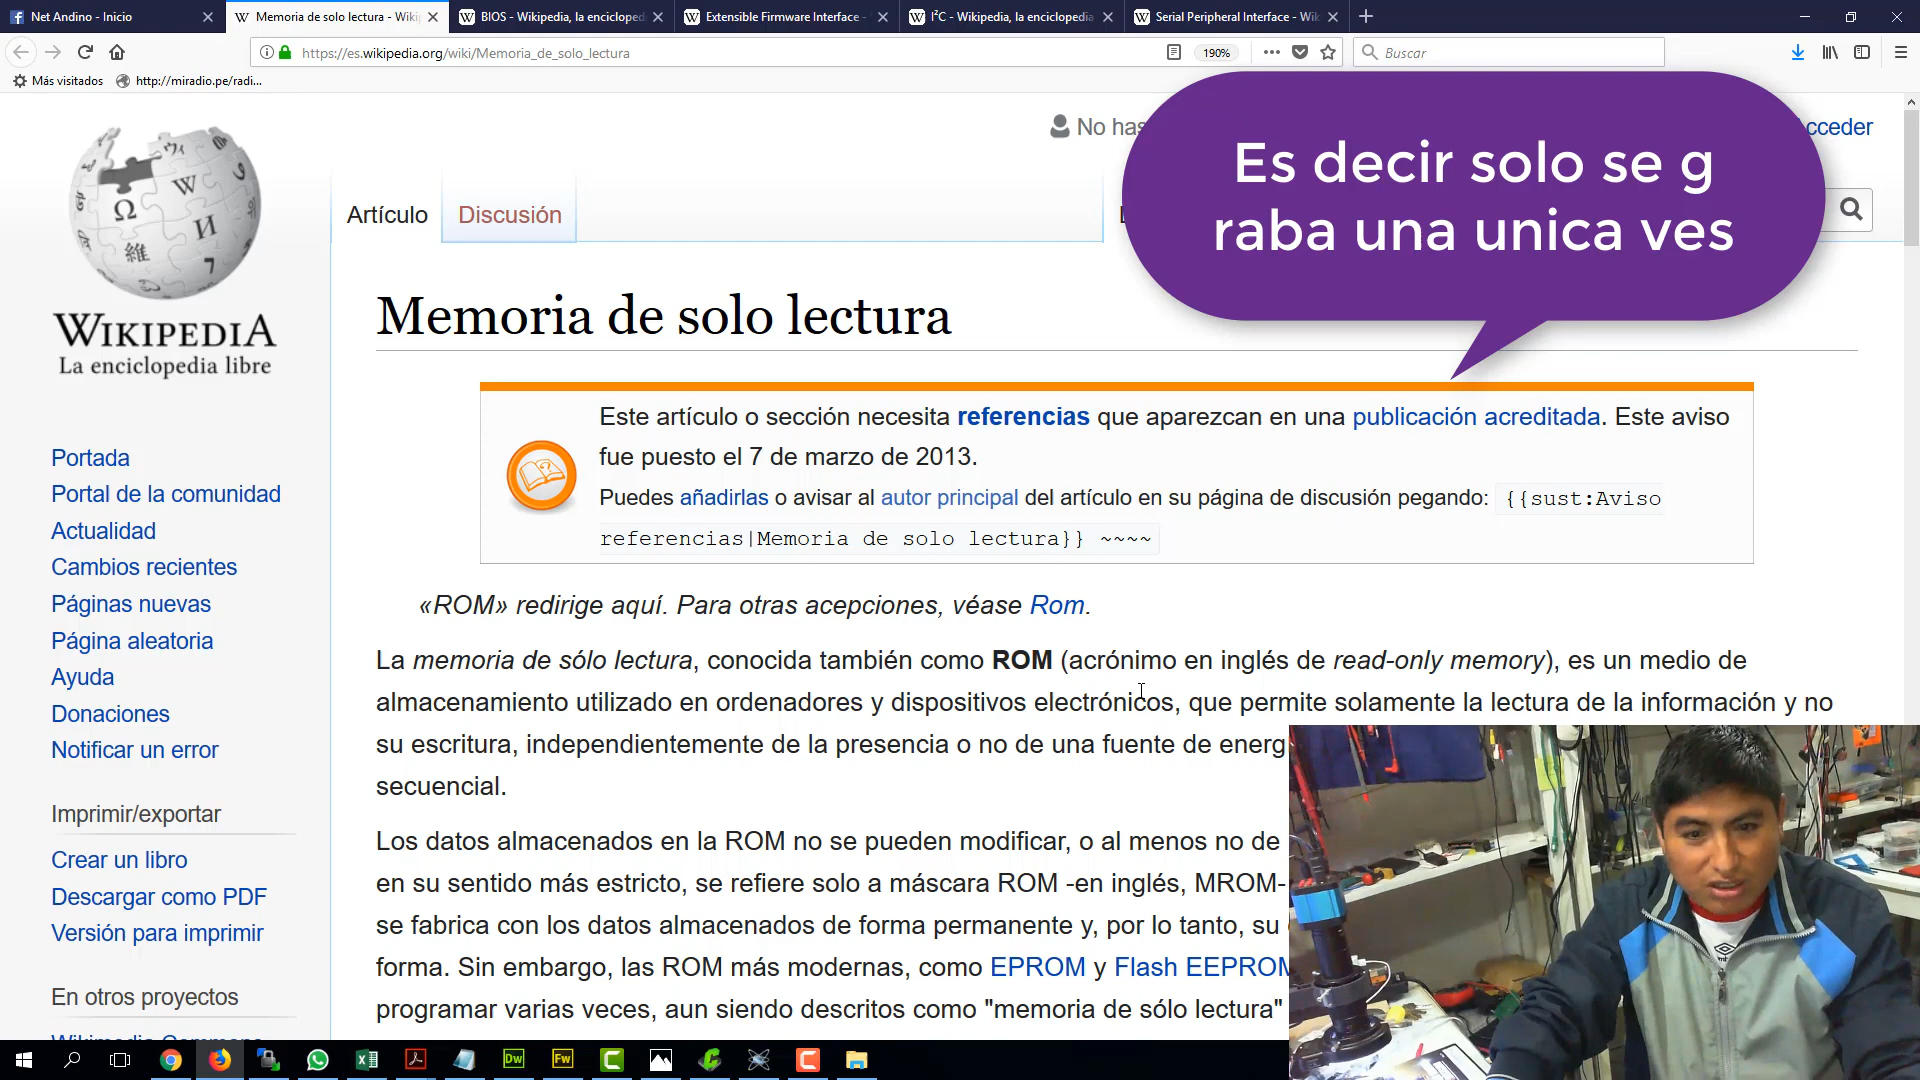 Net Andino - Inicio
Memoria de solo lectura - Wiki
BIOS - Wikipedia, la encicloped
Extensible Firmware Interface -
I²C - Wikipedia, la enciclopedia
Serial Peripheral Interface - Wik
https://es.wikipedia.org/wiki/Memoria_de_solo_lectura
190%
Buscar
Más visitados
http://miradio.pe/radi...
No has
Acceder
Es decir solo se g
raba una unica ves
Artículo
Discusión
WIKIPEDIA
La enciclopedia libre
Memoria de solo lectura
Este artículo o sección necesita referencias que aparezcan en una publicación acreditada. Este aviso
fue puesto el 7 de marzo de 2013.
Puedes añadirlas o avisar al autor principal del artículo en su página de discusión pegando: {{sust:Aviso
referencias|Memoria de solo lectura}} ~~~~
«ROM» redirige aquí. Para otras acepciones, véase Rom.
La memoria de sólo lectura, conocida también como ROM (acrónimo en inglés de read-only memory), es un medio de
almacenamiento utilizado en ordenadores y dispositivos electrónicos, que permite solamente la lectura de la información y no
su escritura, independientemente de la presencia o no de una fuente de energ
secuencial.
Los datos almacenados en la ROM no se pueden modificar, o al menos no de
en su sentido más estricto, se refiere solo a máscara ROM -en inglés, MROM-
se fabrica con los datos almacenados de forma permanente y, por lo tanto, su
forma. Sin embargo, las ROM más modernas, como EPROM y Flash EEPROM
programar varias veces, aun siendo descritos como "memoria de sólo lectura"
Portada
Portal de la comunidad
Actualidad
Cambios recientes
Páginas nuevas
Página aleatoria
Ayuda
Donaciones
Notificar un error
Imprimir/exportar
Crear un libro
Descargar como PDF
Versión para imprimir
En otros proyectos
Wikimedia Commons
Dw
Fw